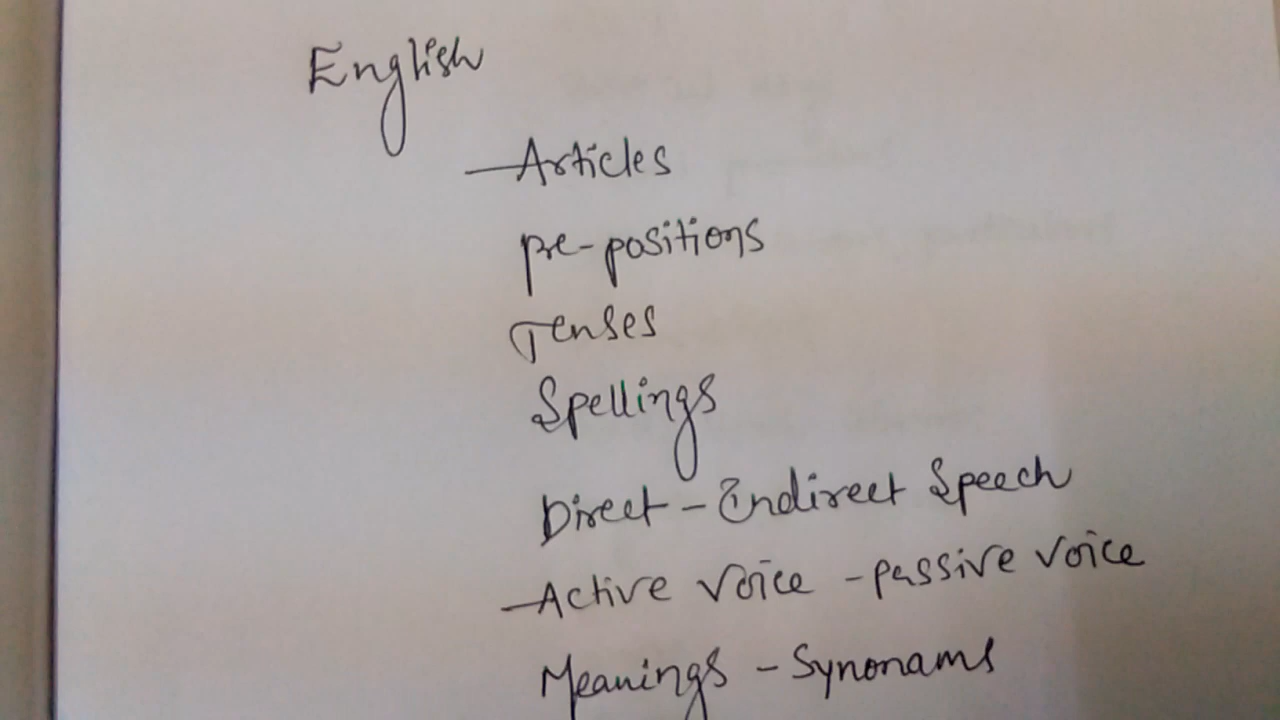 English
Articles
pre-positions
Tenses
Spellings
Direct - Indirect Speech
Active voice - passive voice
Meanings - Synonams